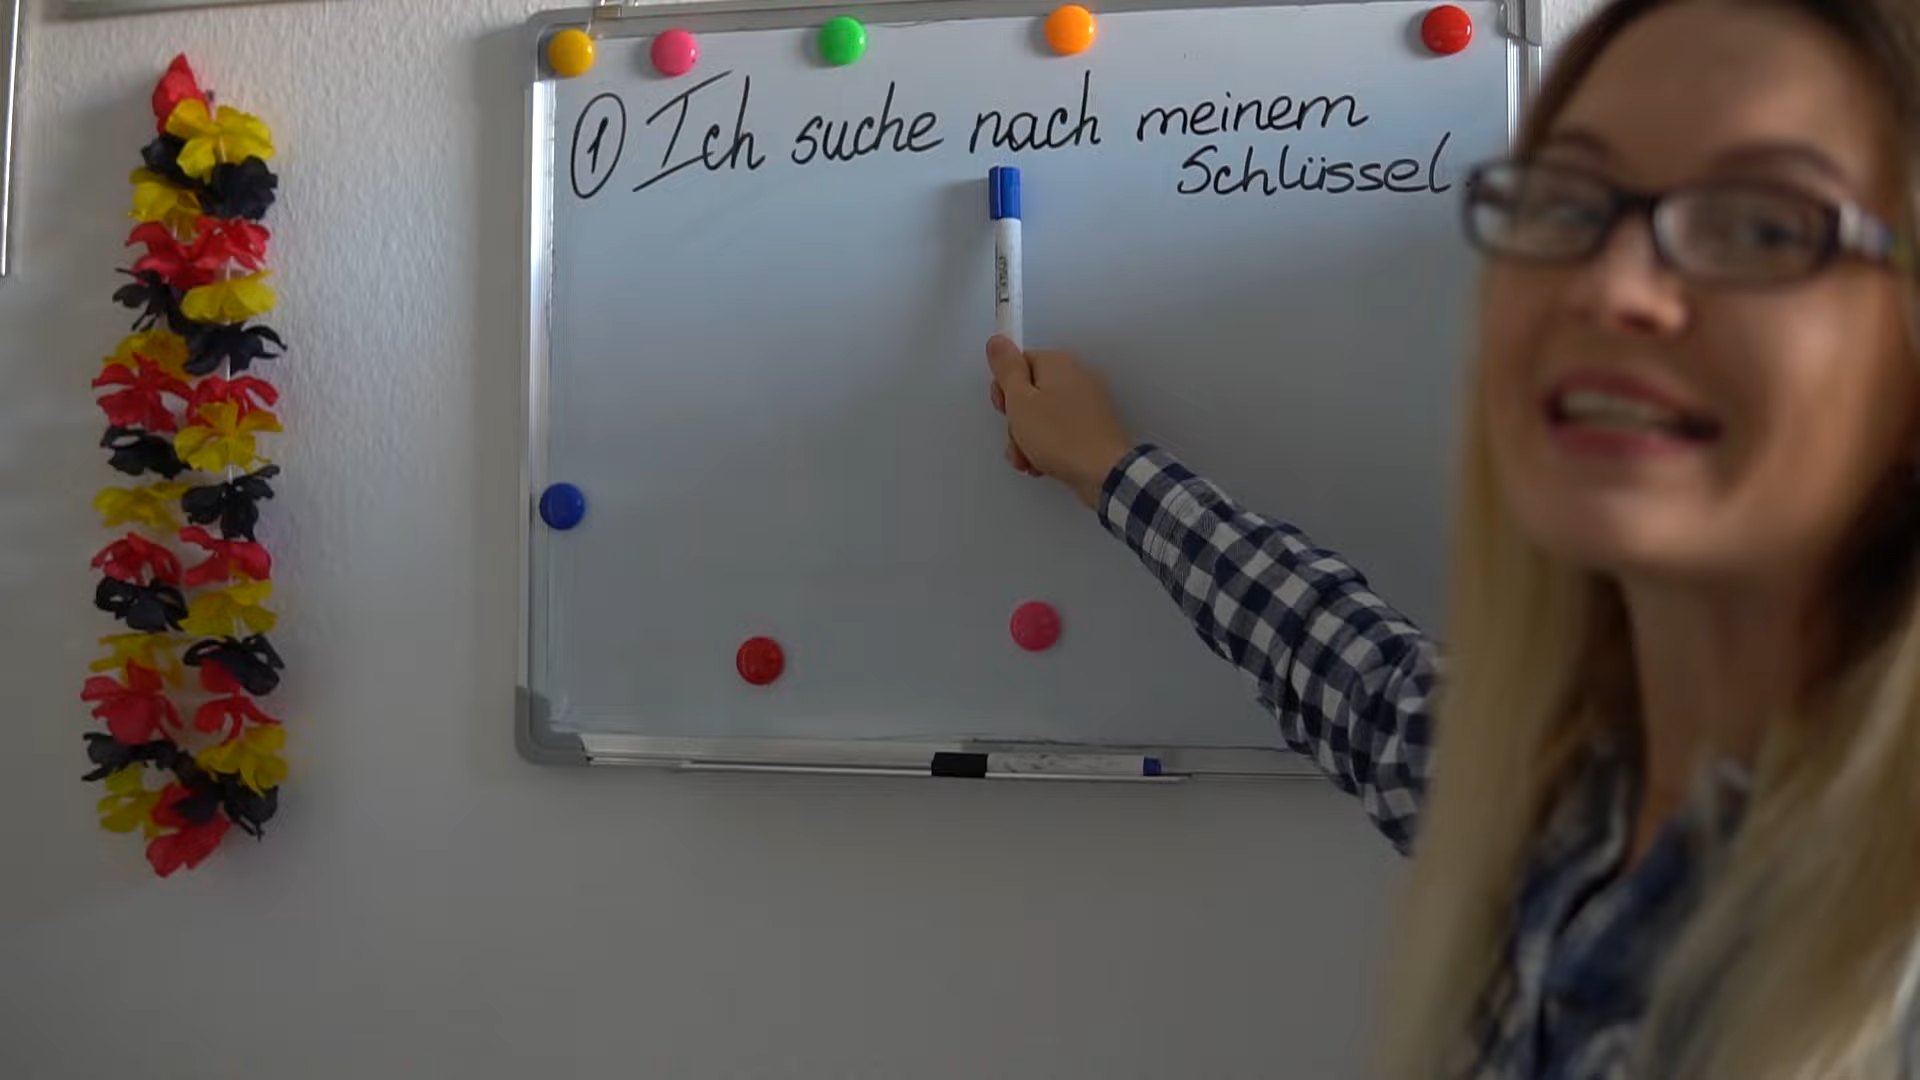 ① Ich suche nach meinem
Schlüssel.